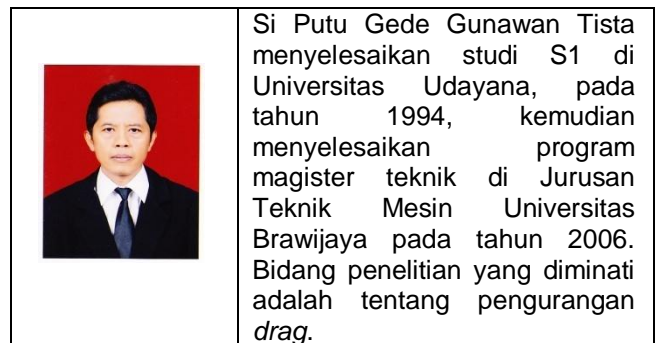 Si Putu Gede Gunawan Tista
menyelesaikan studi S1 di
Universitas Udayana, pada
tahun 1994, kemudian
menyelesaikan program
magister teknik di Jurusan
Teknik Mesin Universitas
Brawijaya pada tahun 2006.
Bidang penelitian yang diminati
adalah tentang pengurangan
drag.